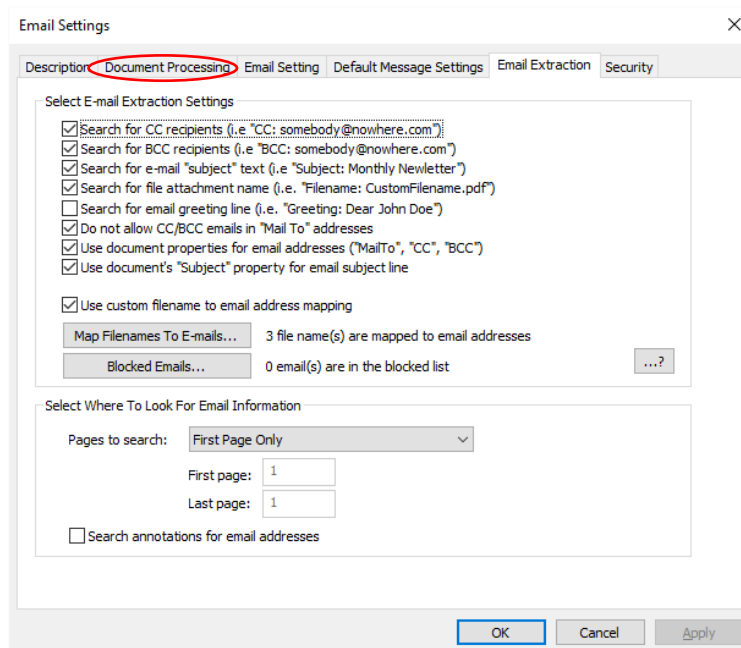 Email Settings
Description Document Processing Email Setting Default Message Settings Email Extraction Security
Select E-mail Extraction Settings
Search for CC recipients (i.e "CC: somebody@nowhere.com")
Search for BCC recipients (i.e "BCC: somebody@nowhere.com")
Search for e-mail "subject" text (i.e "Subject: Monthly Newletter")
Search for file attachment name (i.e. "Filename: CustomFilename.pdf")
Search for email greeting line (i.e. "Greeting: Dear John Doe")
Do not allow CC/BCC emails in "Mail To" addresses
Use document properties for email addresses ("MailTo", "CC", "BCC")
Use document's "Subject" property for email subject line
Use custom filename to email address mapping
Map Filenames To E-mails... 3 file name(s) are mapped to email addresses
Blocked Emails... 0 email(s) are in the blocked list ...?
Select Where To Look For Email Information
Pages to search: First Page Only
First page: 1
Last page: 1
Search annotations for email addresses
OK Cancel Apply